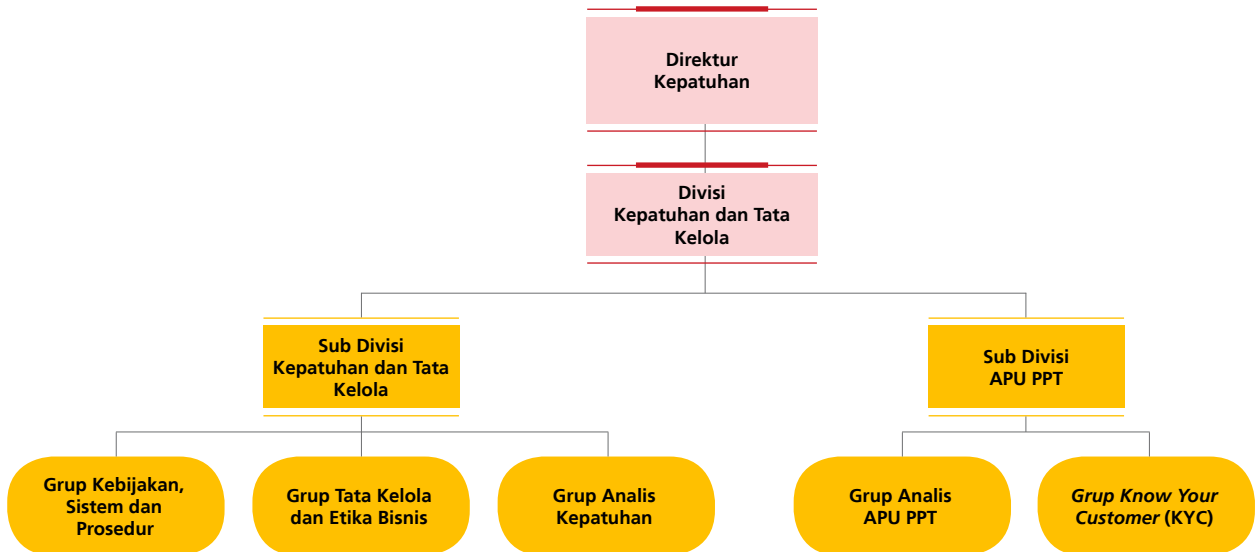 Direktur
Kepatuhan
Divisi
Kepatuhan dan Tata
Kelola
Sub Divisi
Kepatuhan dan Tata
Kelola
Sub Divisi
APU PPT
Grup Kebijakan,
Sistem dan
Prosedur
Grup Tata Kelola
dan Etika Bisnis
Grup Analis
Kepatuhan
Grup Analis
APU PPT
Grup Know Your
Customer (KYC)